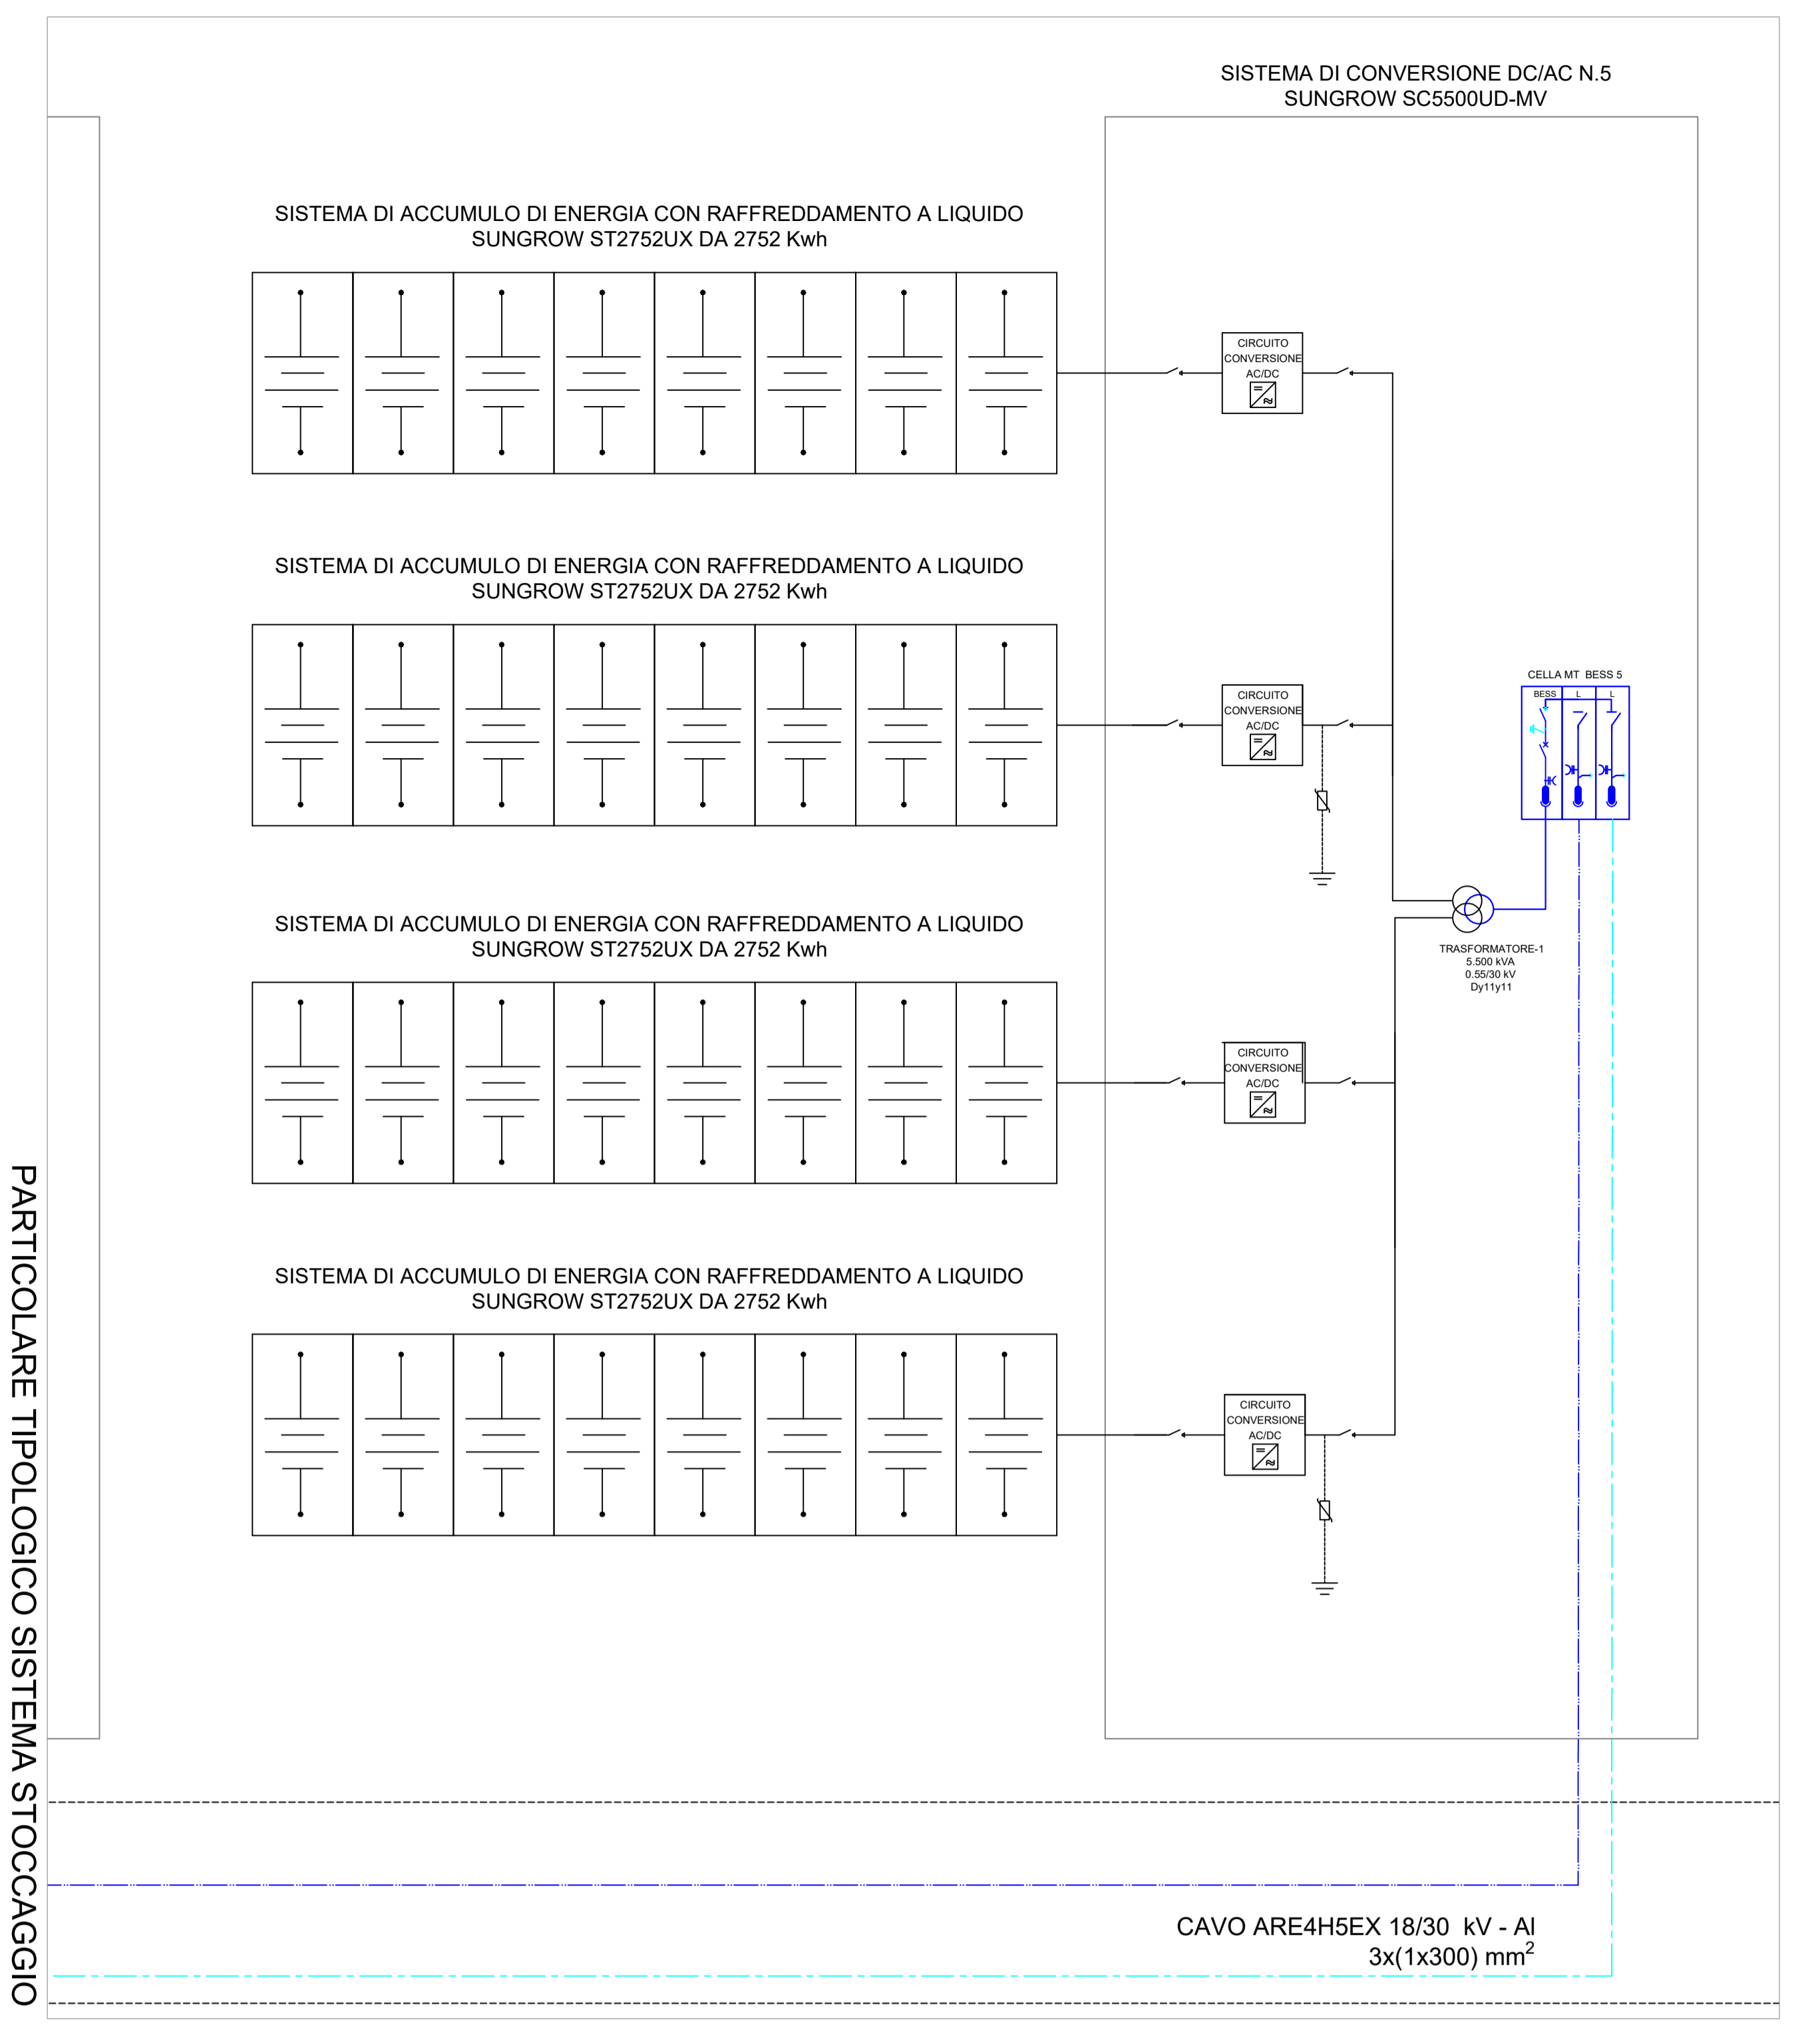 SISTEMA DI CONVERSIONE DC/AC N.5
SUNGROW SC5500UD-MV
SISTEMA DI ACCUMULO DI ENERGIA CON RAFFREDDAMENTO A LIQUIDO
SUNGROW ST2752UX DA 2752 Kwh
CIRCUITO
CONVERSIONE
AC/DC
SISTEMA DI ACCUMULO DI ENERGIA CON RAFFREDDAMENTO A LIQUIDO
SUNGROW ST2752UX DA 2752 Kwh
CIRCUITO
CONVERSIONE
AC/DC
CELLA MT BESS 5
BESS L L
SISTEMA DI ACCUMULO DI ENERGIA CON RAFFREDDAMENTO A LIQUIDO
SUNGROW ST2752UX DA 2752 Kwh
TRASFORMATORE-1
5.500 kVA
0.55/30 kV
Dy11y11
CIRCUITO
CONVERSIONE
AC/DC
SISTEMA DI ACCUMULO DI ENERGIA CON RAFFREDDAMENTO A LIQUIDO
SUNGROW ST2752UX DA 2752 Kwh
CIRCUITO
CONVERSIONE
AC/DC
PARTICOLARE TIPOLOGICO SISTEMA STOCCAGGIO
CAVO ARE4H5EX 18/30 kV - Al
3x(1x300) mm²